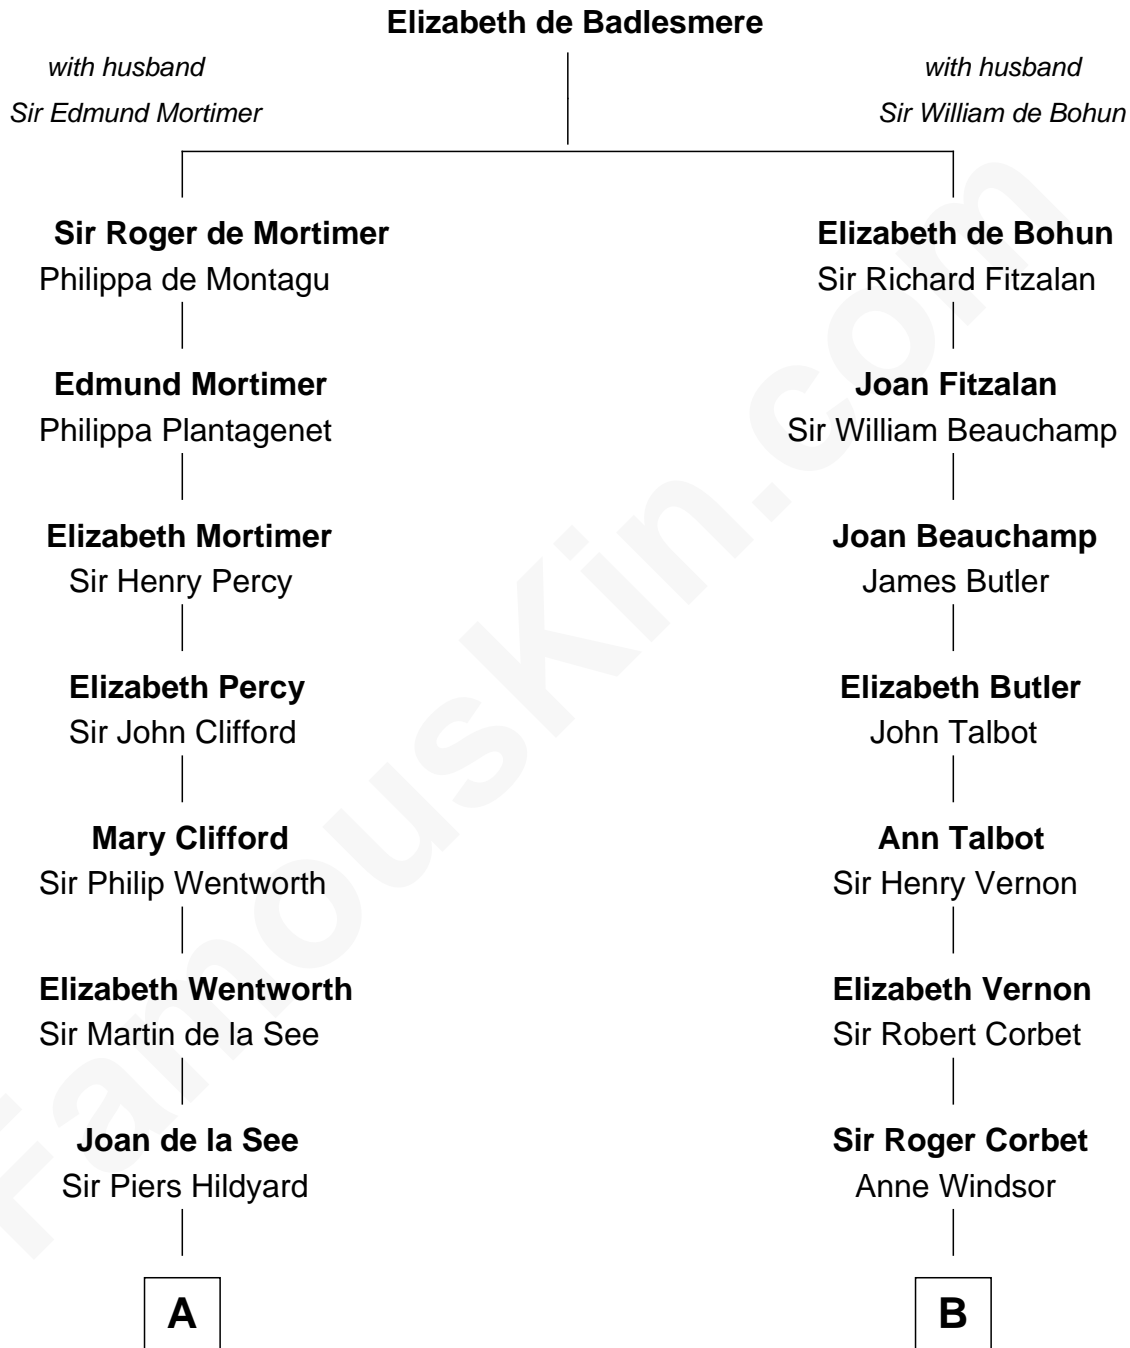 Elizabeth de Badlesmere
with husband
Sir Edmund Mortimer
with husband
Sir William de Bohun
Sir Roger de Mortimer
Philippa de Montagu
Edmund Mortimer
Philippa Plantagenet
Elizabeth Mortimer
Sir Henry Percy
Elizabeth Percy
Sir John Clifford
Mary Clifford
Sir Philip Wentworth
Elizabeth Wentworth
Sir Martin de la See
Joan de la See
Sir Piers Hildyard
A
Elizabeth de Bohun
Sir Richard Fitzalan
Joan Fitzalan
Sir William Beauchamp
Joan Beauchamp
James Butler
Elizabeth Butler
John Talbot
Ann Talbot
Sir Henry Vernon
Elizabeth Vernon
Sir Robert Corbet
Sir Roger Corbet
Anne Windsor
B
FamousKin.com